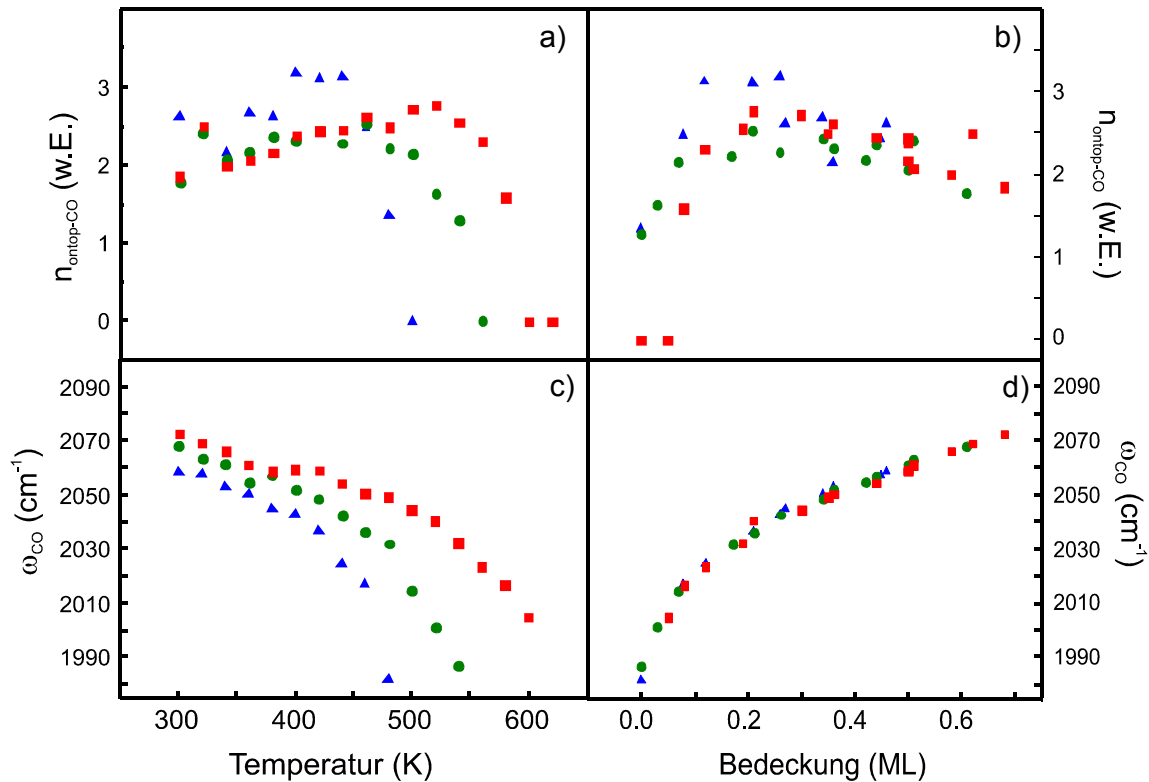 a)
3
2
1
0
n_ontop-CO (w.E.)
b)
3
2
1
0
n_ontop-CO (w.E.)
c)
2090
2070
2050
2030
2010
1990
ω_CO (cm⁻¹)
300 400 500 600
Temperatur (K)
d)
2090
2070
2050
2030
2010
1990
ω_CO (cm⁻¹)
0.0 0.2 0.4 0.6
Bedeckung (ML)